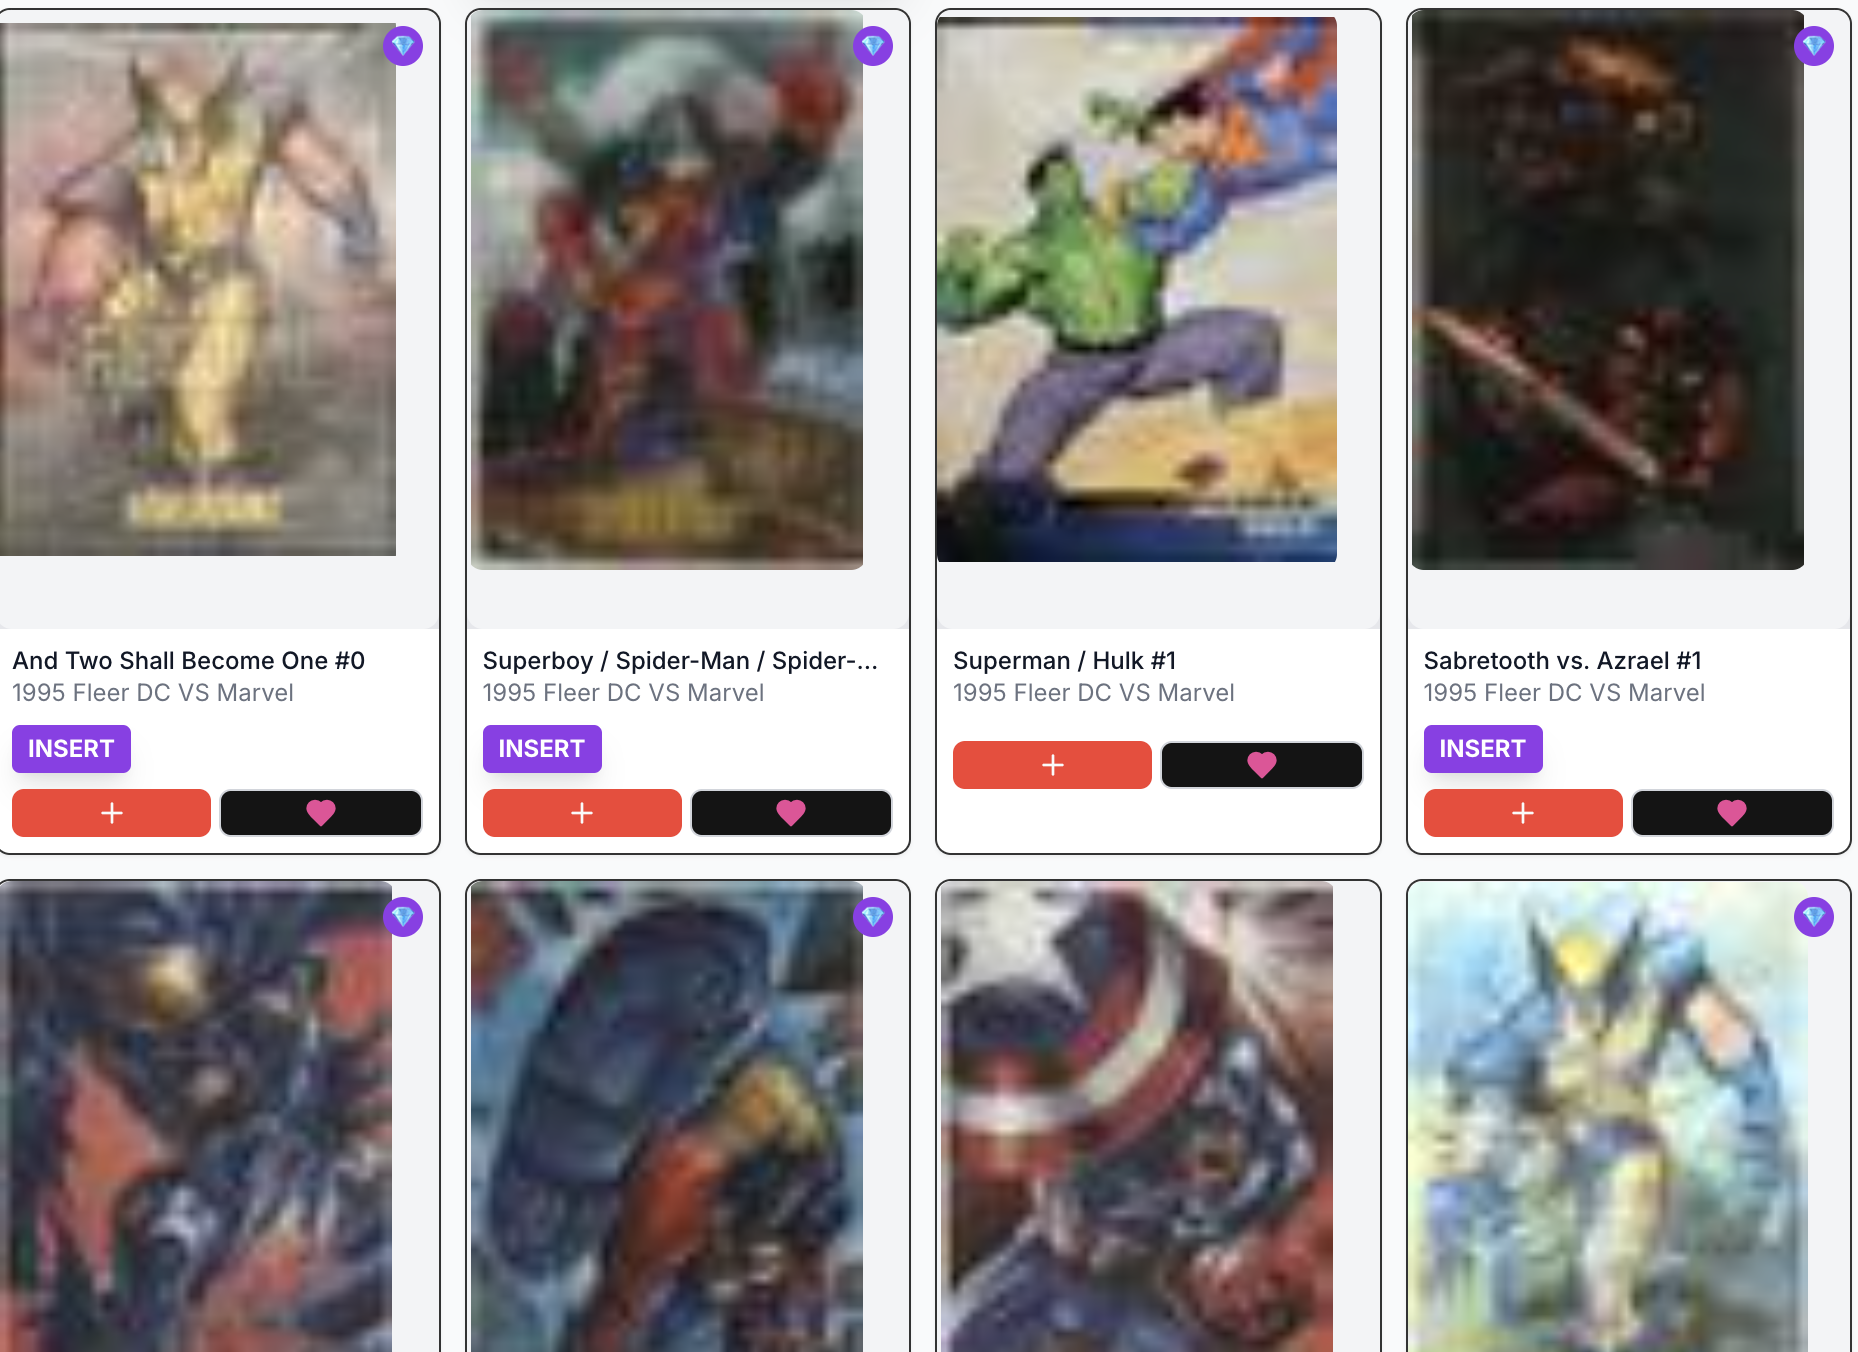 And Two Shall Become One #0
1995 Fleer DC VS Marvel
INSERT
Superboy / Spider-Man / Spider-...
1995 Fleer DC VS Marvel
INSERT
Superman / Hulk #1
1995 Fleer DC VS Marvel
Sabretooth vs. Azrael #1
1995 Fleer DC VS Marvel
INSERT